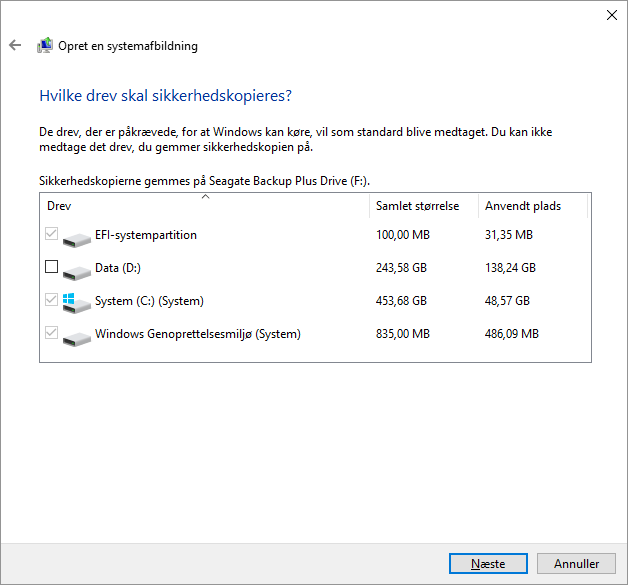 Opret en systemafbildning
Hvilke drev skal sikkerhedskopieres?
De drev, der er påkrævede, for at Windows kan køre, vil som standard blive medtaget. Du kan ikke
medtage det drev, du gemmer sikkerhedskopien på.
Sikkerhedskopierne gemmes på Seagate Backup Plus Drive (F:).
Drev Samlet størrelse Anvendt plads
EFI-systempartition 100,00 MB 31,35 MB
Data (D:) 243,58 GB 138,24 GB
System (C:) (System) 453,68 GB 48,57 GB
Windows Genoprettelsesmiljø (System) 835,00 MB 486,09 MB
Næste Annuller